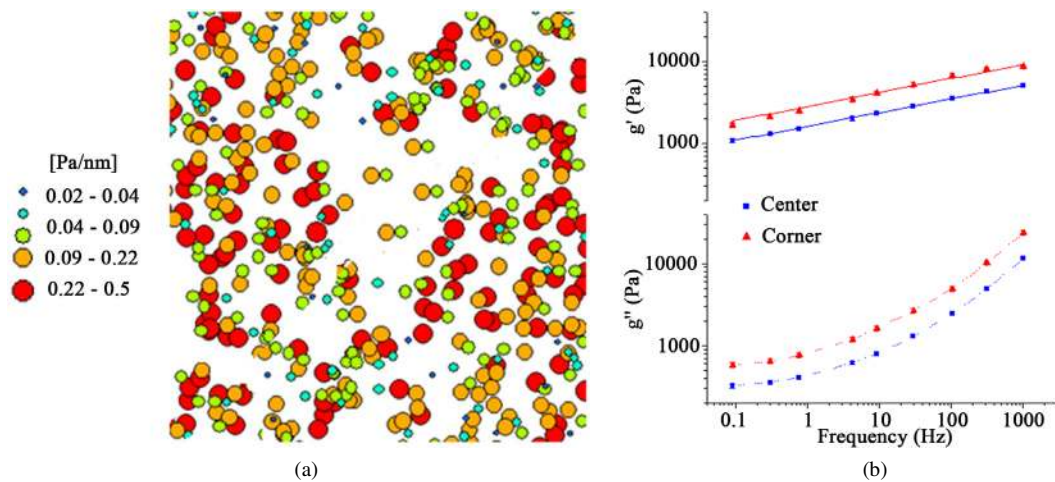 [Pa/nm]
0.02 - 0.04
0.04 - 0.09
0.09 - 0.22
0.22 - 0.5
(a)
10000
1000
g' (Pa)
Center
Corner
10000
1000
g" (Pa)
0.1 1 10 100 1000
Frequency (Hz)
(b)